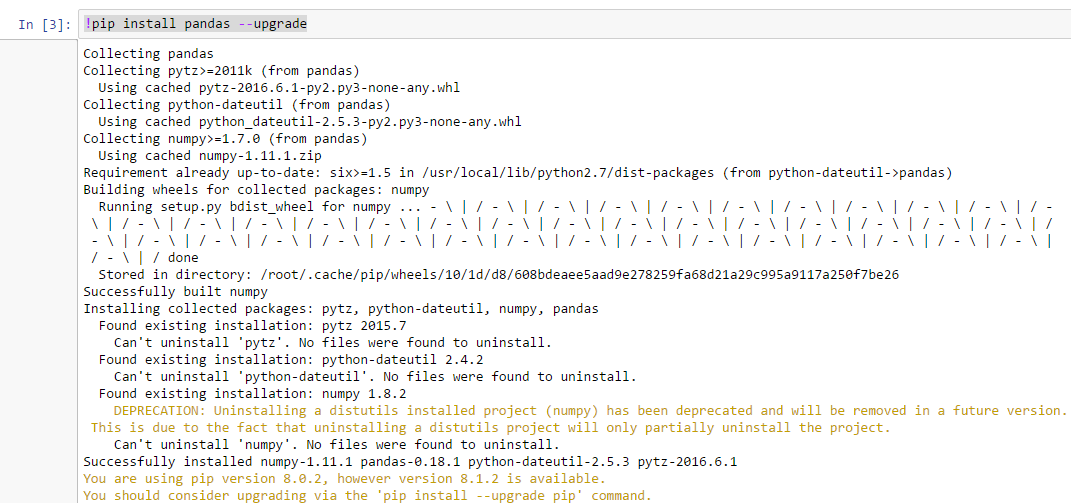 In [3]: !pip install pandas --upgrade
Collecting pandas
Collecting pytz>=2011k (from pandas)
Using cached pytz-2016.6.1-py2.py3-none-any.whl
Collecting python-dateutil (from pandas)
Using cached python_dateutil-2.5.3-py2.py3-none-any.whl
Collecting numpy>=1.7.0 (from pandas)
Using cached numpy-1.11.1.zip
Requirement already up-to-date: six>=1.5 in /usr/local/lib/python2.7/dist-packages (from python-dateutil->pandas)
Building wheels for collected packages: numpy
Running setup.py bdist_wheel for numpy ... - \ | / - \ | / - \ | / - \ | / - \ | / - \ | / - \ | / - \ | / - \ | / - \ | / -
\ | / - \ | / - \ | / - \ | / - \ | / - \ | / - \ | / - \ | / - \ | / - \ | / - \ | / - \ | / - \ | / - \ | / - \ | / - \ | /
- \ | / - \ | / - \ | / - \ | / - \ | / - \ | / - \ | / - \ | / - \ | / - \ | / - \ | / - \ | / - \ | / - \ | / - \ | / - \ |
/ - \ | / done
Stored in directory: /root/.cache/pip/wheels/10/1d/d8/608bdeaee5aad9e278259fa68d21a29c995a9117a250f7be26
Successfully built numpy
Installing collected packages: pytz, python-dateutil, numpy, pandas
Found existing installation: pytz 2015.7
Can't uninstall 'pytz'. No files were found to uninstall.
Found existing installation: python-dateutil 2.4.2
Can't uninstall 'python-dateutil'. No files were found to uninstall.
Found existing installation: numpy 1.8.2
DEPRECATION: Uninstalling a distutils installed project (numpy) has been deprecated and will be removed in a future version.
This is due to the fact that uninstalling a distutils project will only partially uninstall the project.
Can't uninstall 'numpy'. No files were found to uninstall.
Successfully installed numpy-1.11.1 pandas-0.18.1 python-dateutil-2.5.3 pytz-2016.6.1
You are using pip version 8.0.2, however version 8.1.2 is available.
You should consider upgrading via the 'pip install --upgrade pip' command.